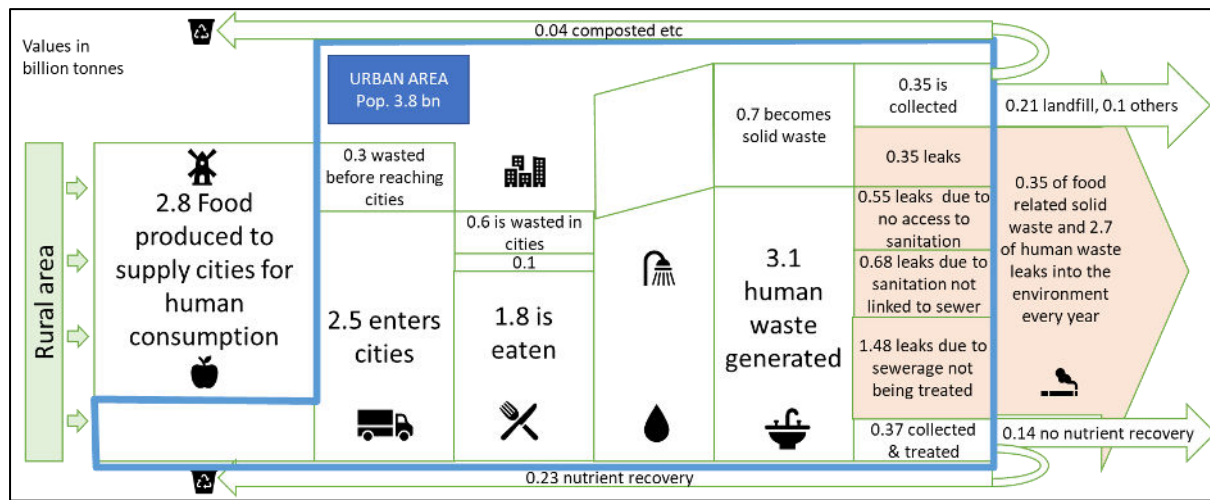 Values in
billion tonnes
0.04 composted etc
URBAN AREA
Pop. 3.8 bn
Rural area
2.8 Food
produced to
supply cities for
human
consumption
0.3 wasted
before reaching
cities
2.5 enters
cities
0.6 is wasted in
cities
0.1
1.8 is
eaten
0.7 becomes
solid waste
3.1
human
waste
generated
0.35 is
collected
0.35 leaks
0.55 leaks due to
no access to
sanitation
0.68 leaks due to
sanitation not
linked to sewer
1.48 leaks due to
sewerage not
being treated
0.37 collected
& treated
0.21 landfill, 0.1 others
0.35 of food
related solid
waste and 2.7
of human waste
leaks into the
environment
every year
0.14 no nutrient recovery
0.23 nutrient recovery